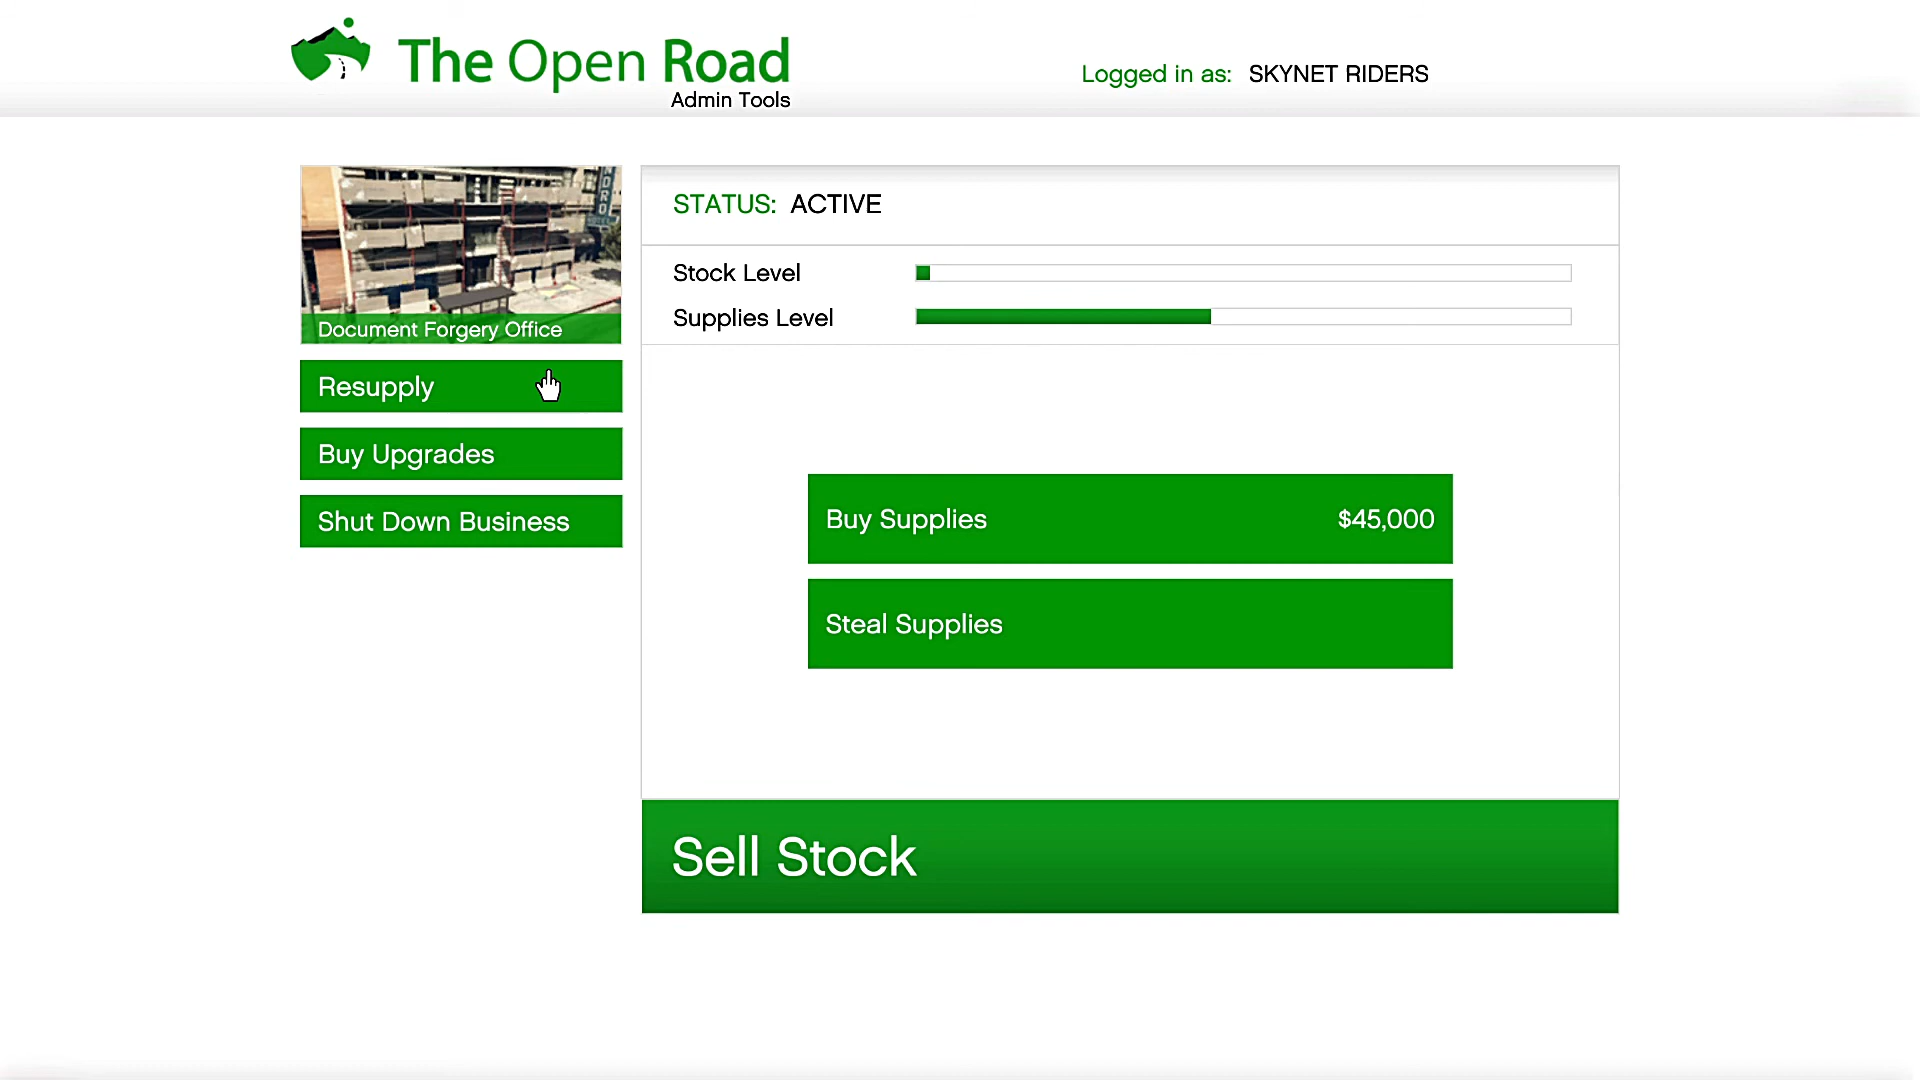 The Open Road
Admin Tools
Logged in as: SKYNET RIDERS
Document Forgery Office
Resupply
Buy Upgrades
Shut Down Business
STATUS: ACTIVE
Stock Level
Supplies Level
Buy Supplies $45,000
Steal Supplies
Sell Stock